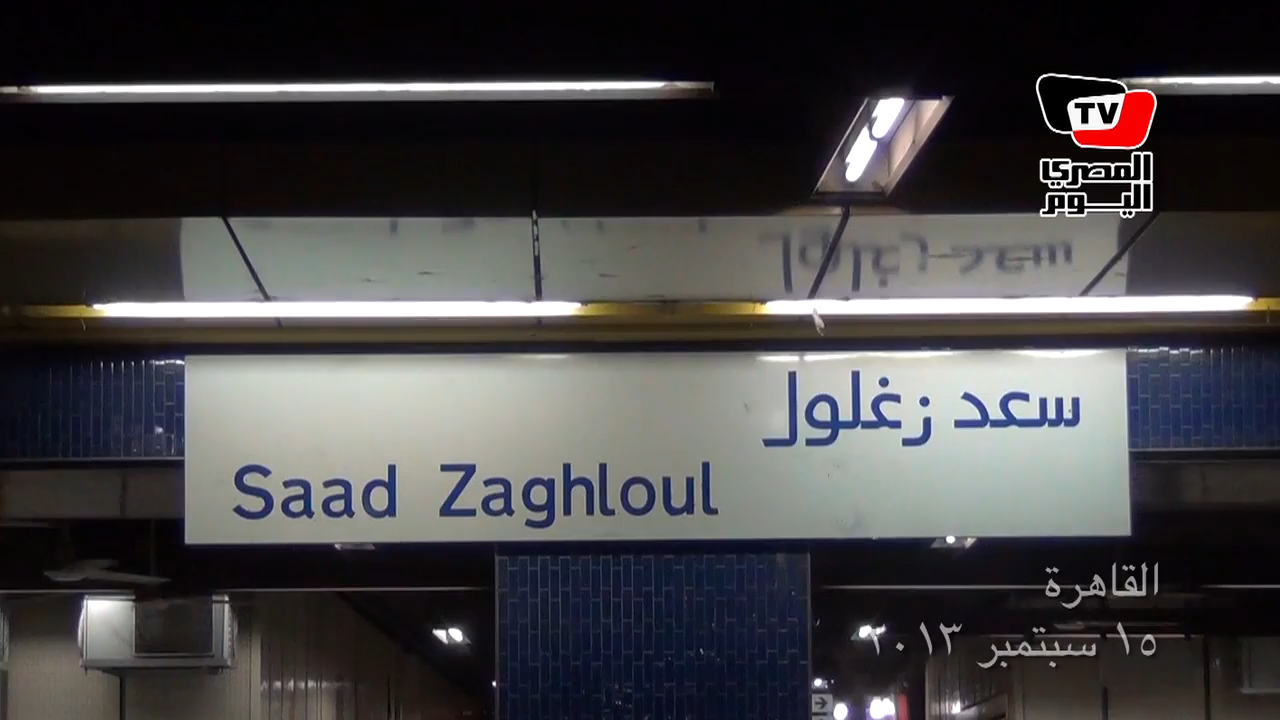 TV
المصري
اليوم
سعد زغلول
Saad Zaghloul
القاهرة
١٥ سبتمبر ٢٠١٣